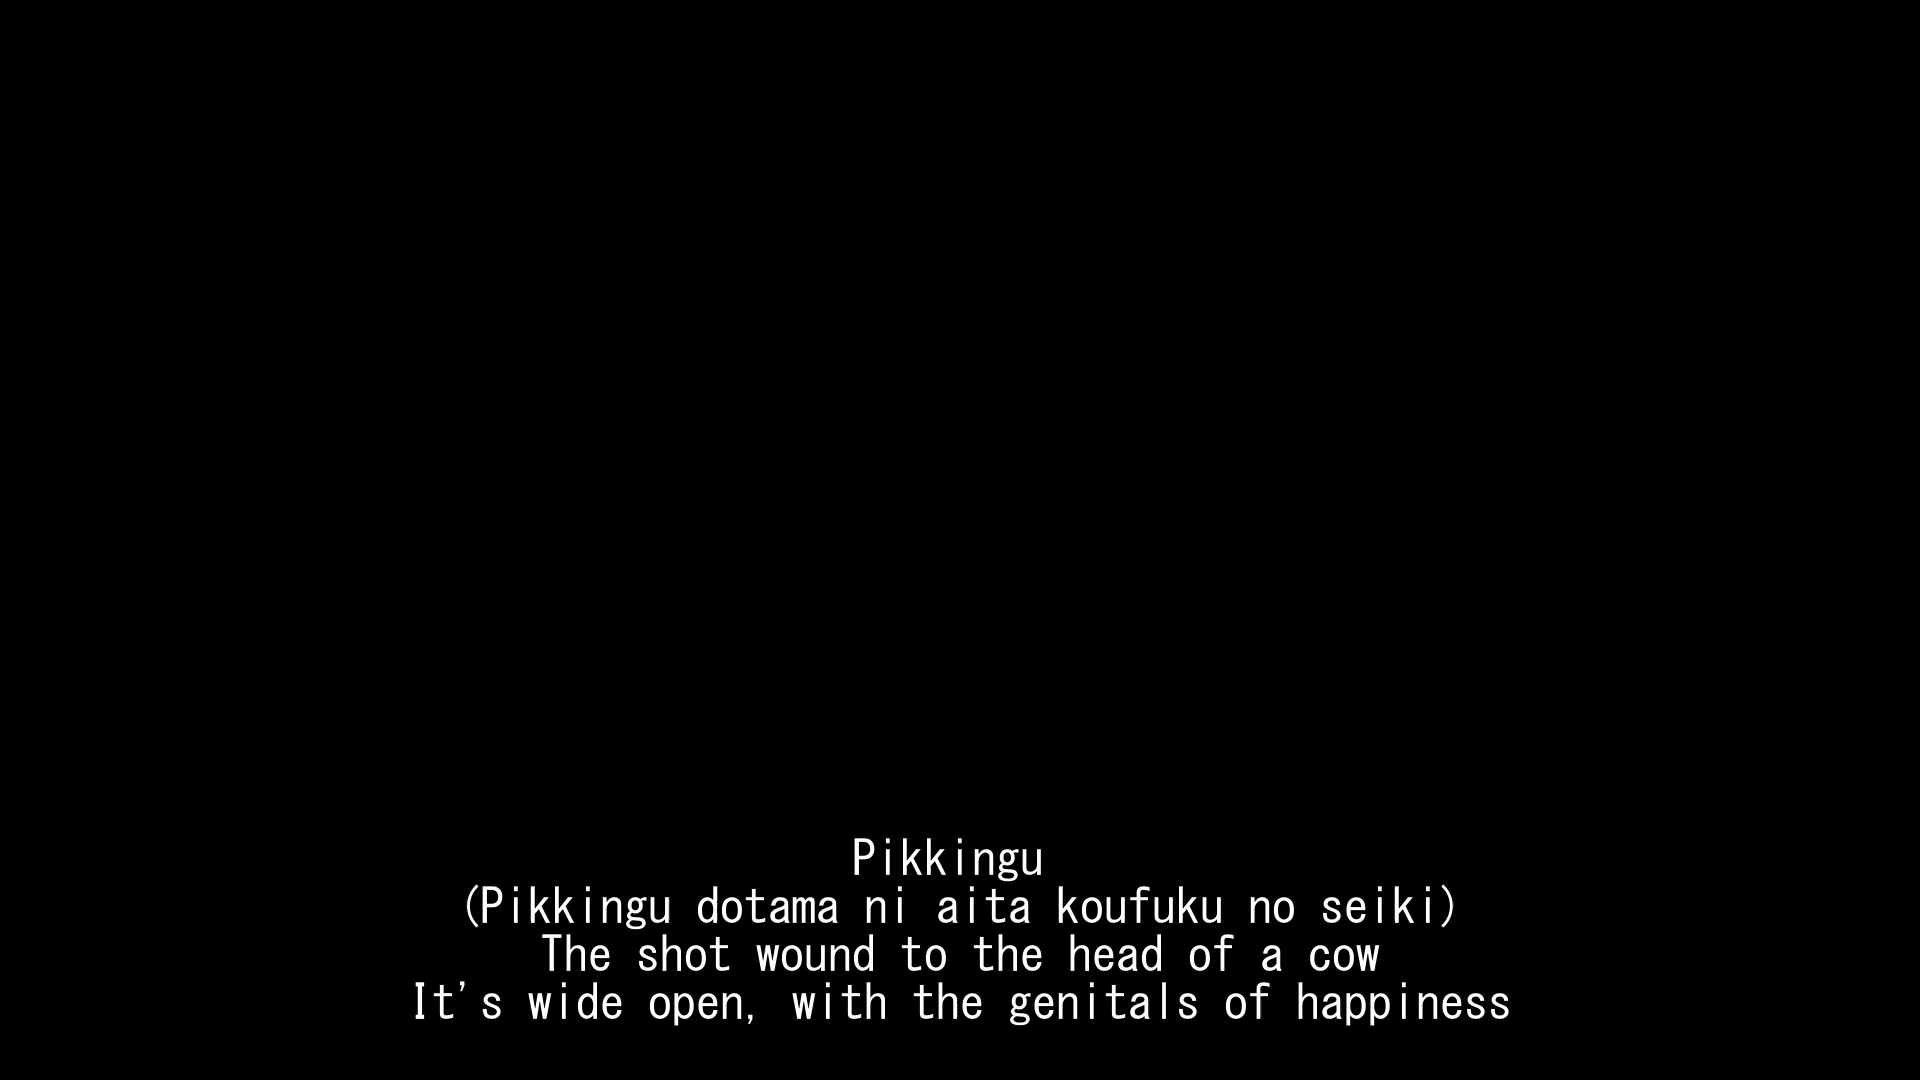 Pikkingu
(Pikkingu dotama ni aita koufuku no seiki)
The shot wound to the head of a cow
It's wide open, with the genitals of happiness